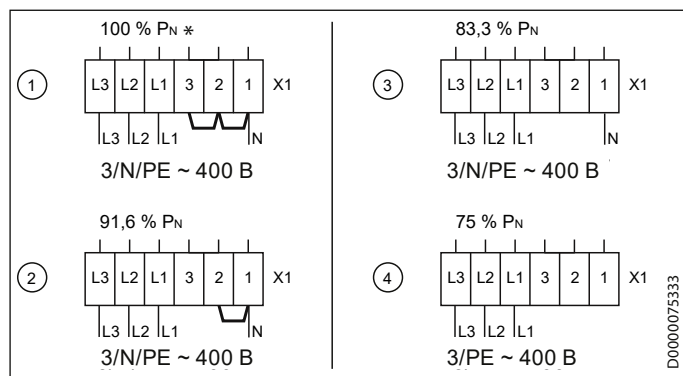 100 % PN *
1
L3 L2 L1 3 2 1 X1
L3 L2 L1 N
3/N/PE ~ 400 В
91,6 % PN
2
L3 L2 L1 3 2 1 X1
L3 L2 L1 N
3/N/PE ~ 400 В
83,3 % PN
3
L3 L2 L1 3 2 1 X1
L3 L2 L1 N
3/N/PE ~ 400 В
75 % PN
4
L3 L2 L1 3 2 1 X1
L3 L2 L1
3/PE ~ 400 В
D0000075333